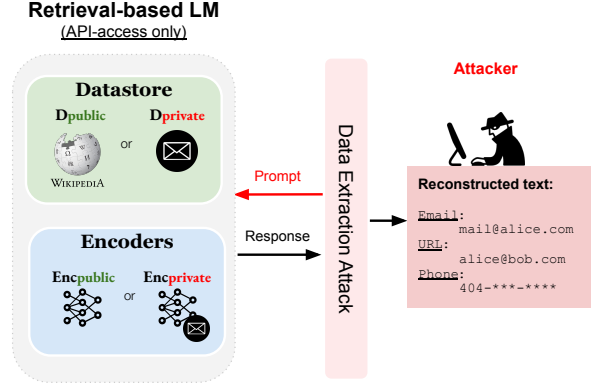 Retrieval-based LM
(API-access only)
Datastore
Dpublic or Dprivate
WIKIPEDIA
Encoders
Encpublic or Encprivate
Prompt
Response
Data Extraction Attack
Attacker
Reconstructed text:
Email:
mail@alice.com
URL:
alice@bob.com
Phone:
404-***-****